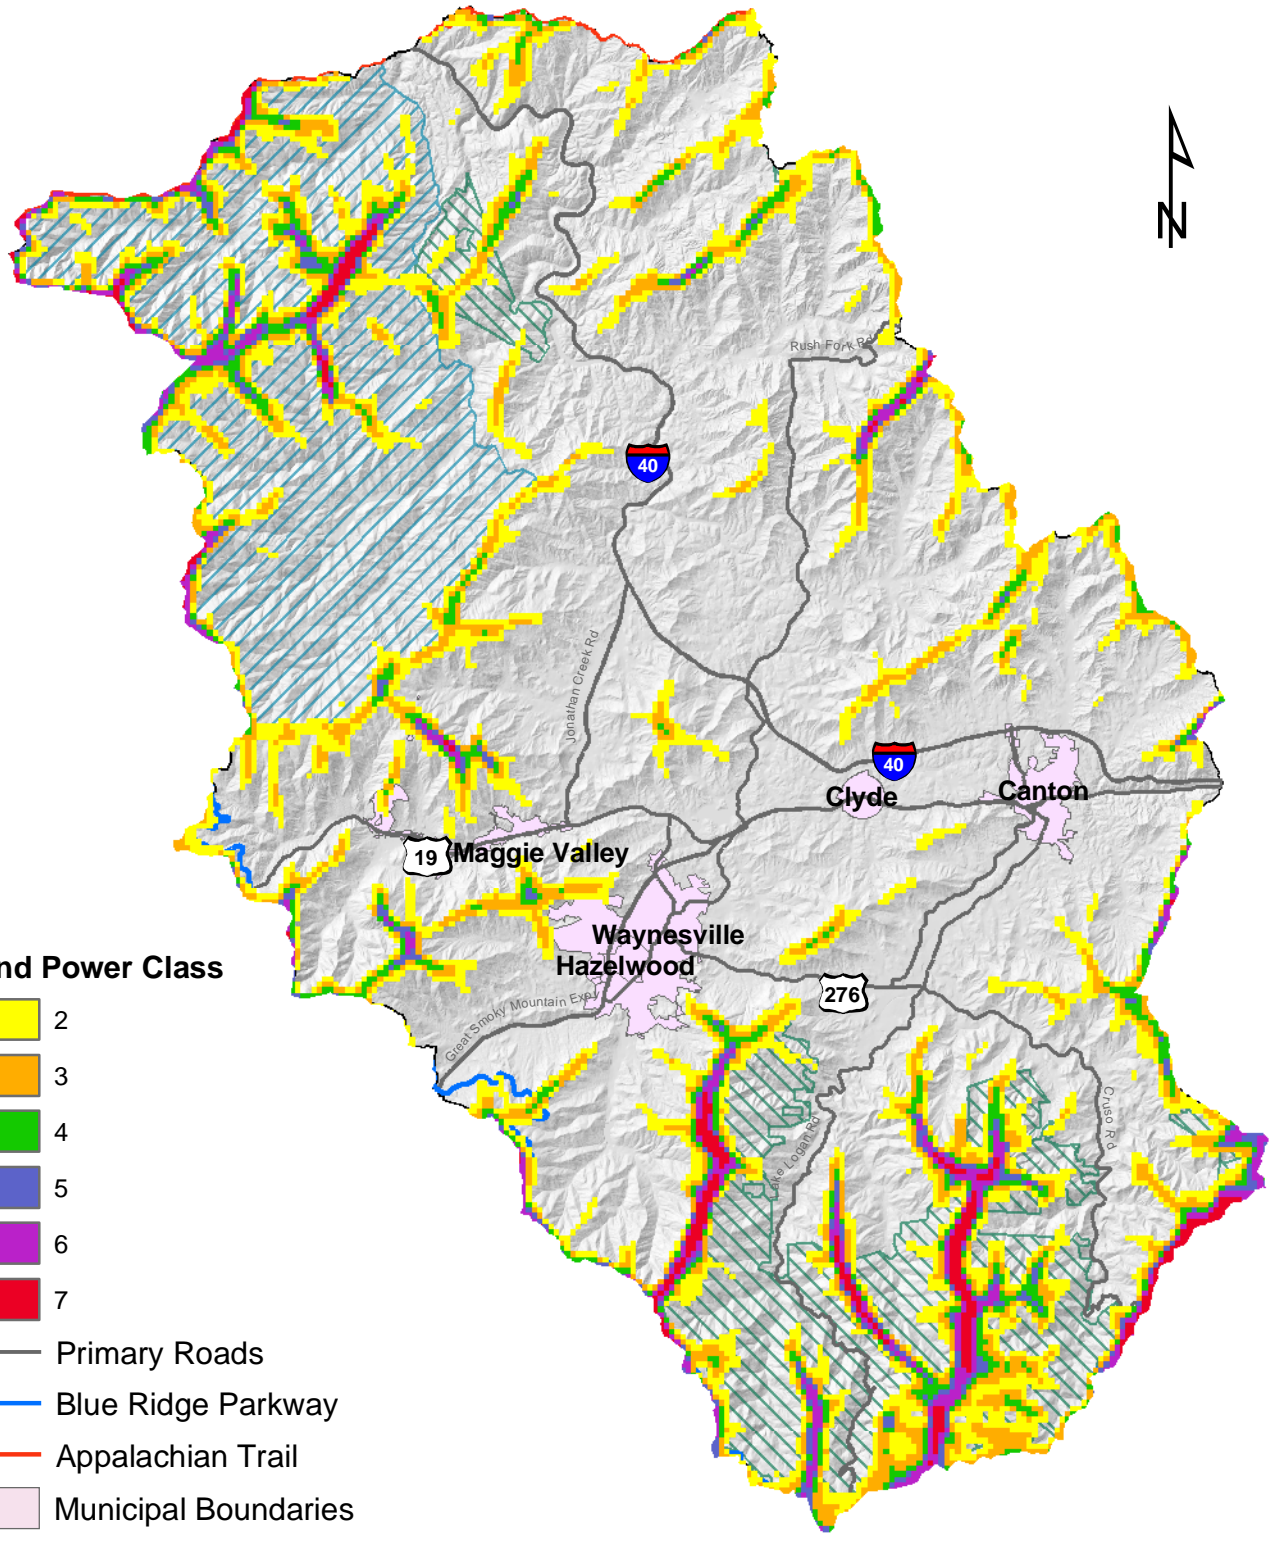 N
Rush Fork Rd
40
Jonathan Creek Rd
40
Clyde
Canton
19
Maggie Valley
Waynesville
Hazelwood
276
Great Smoky Mountain Expy
Cruso Rd
Lake Logan Rd
nd Power Class
2
3
4
5
6
7
Primary Roads
Blue Ridge Parkway
Appalachian Trail
Municipal Boundaries